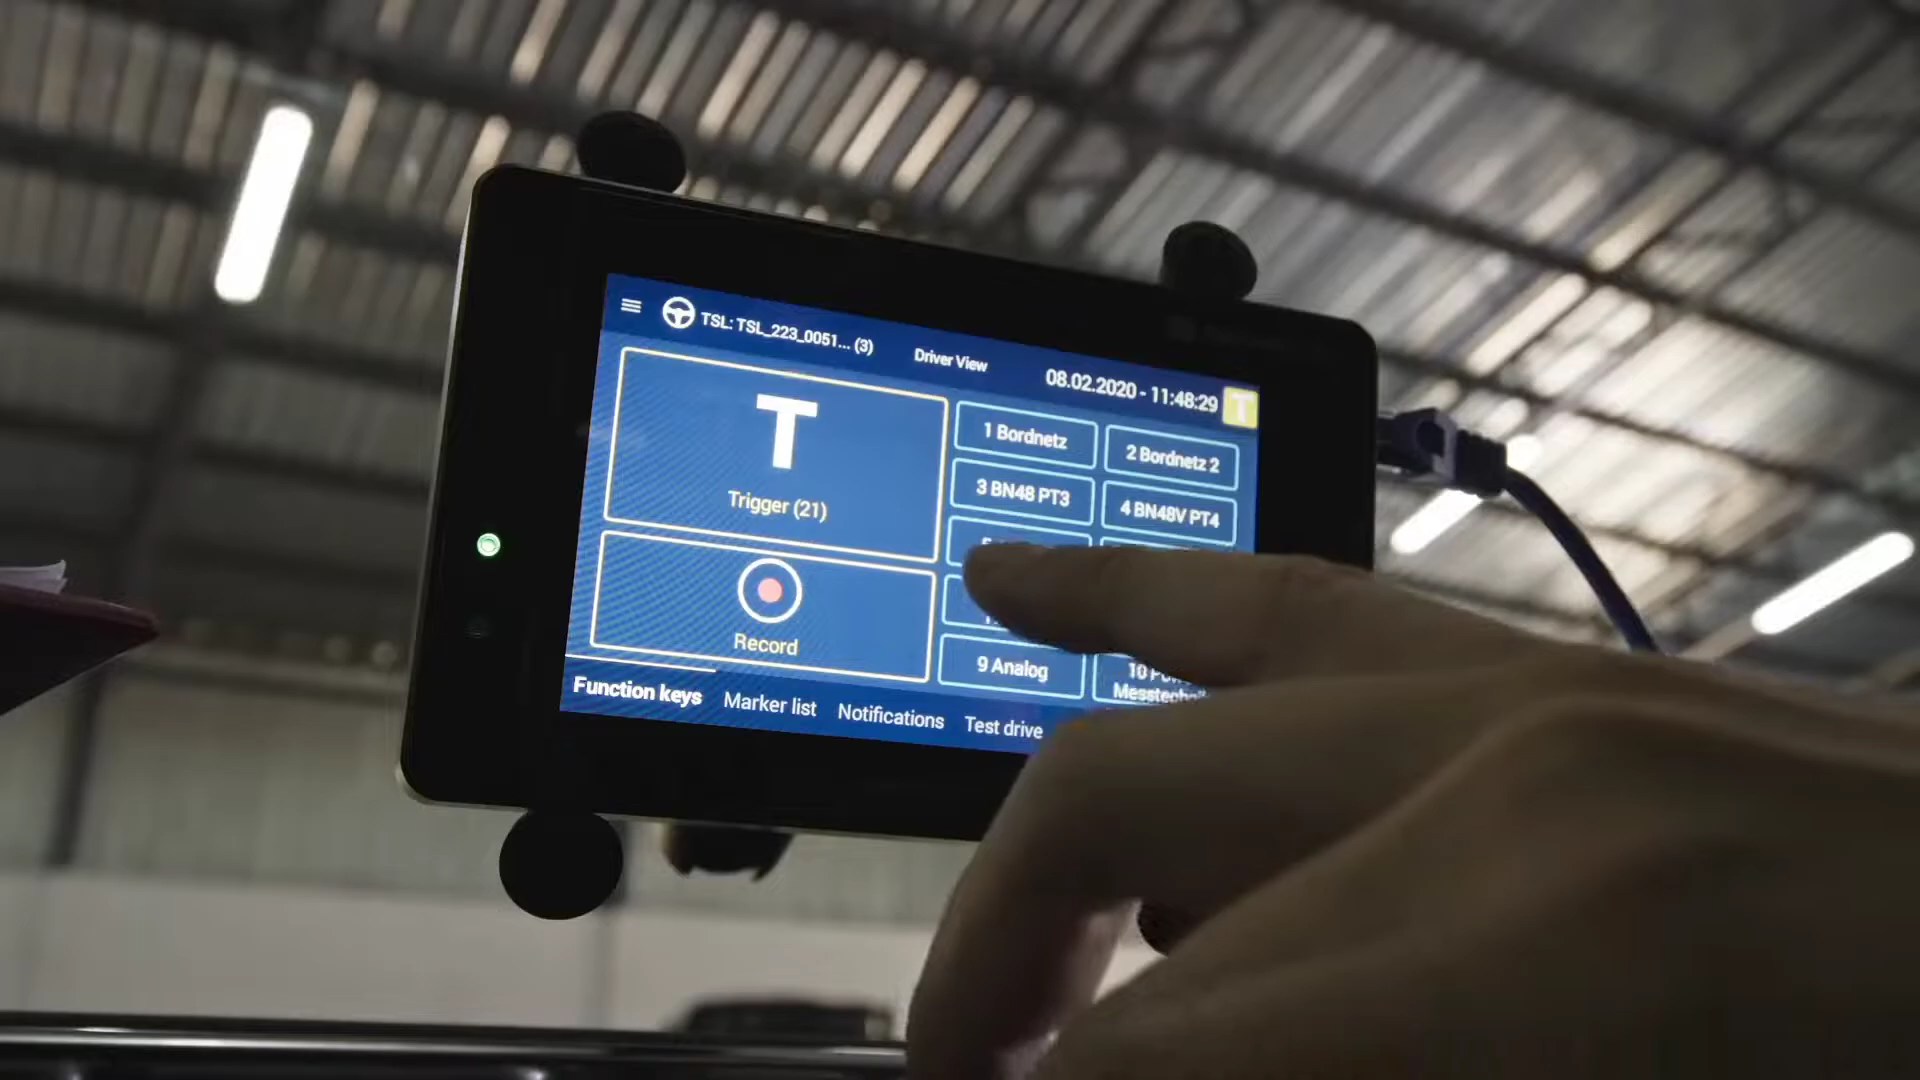 TSL: TSL_223_0051... (3)
Driver View
08.02.2020 - 11:48:29
T
T
Trigger (21)
Record
1 Bordnetz
2 Bordnetz 2
3 BN48 PT3
4 BN48V PT4
9 Analog
10
Function keys
Marker list
Notifications
Test drive